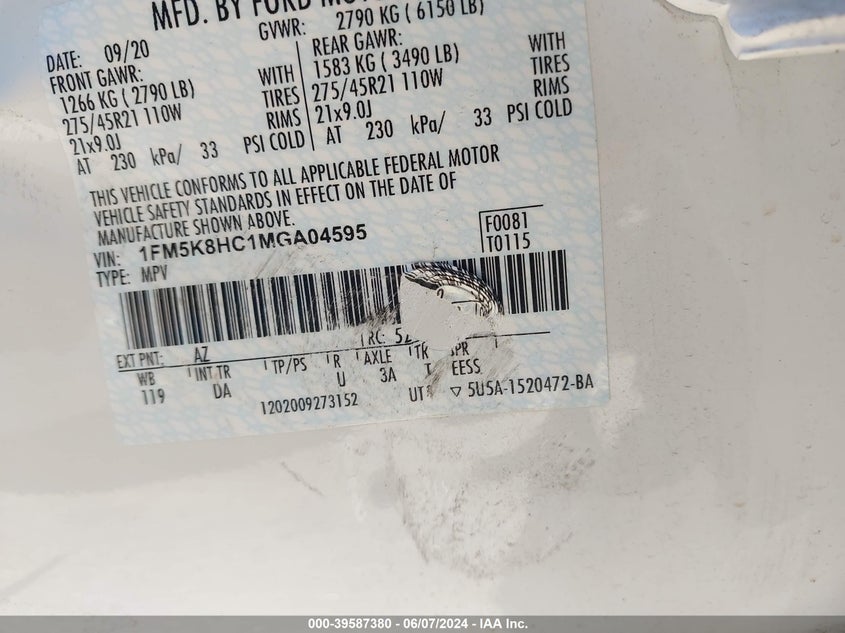 MFD. BY FORD MO
GVWR: 2790 KG ( 6150 LB)
DATE: 09/20
FRONT GAWR: WITH
1266 KG ( 2790 LB) TIRES
275/45R21 110W RIMS
21x9.0J
AT 230 kPa/ 33 PSI COLD
REAR GAWR: WITH
1583 KG ( 3490 LB) TIRES
275/45R21 110W RIMS
21x9.0J
AT 230 kPa/ 33 PSI COLD
THIS VEHICLE CONFORMS TO ALL APPLICABLE FEDERAL MOTOR
VEHICLE SAFETY STANDARDS IN EFFECT ON THE DATE OF
MANUFACTURE SHOWN ABOVE.
VIN: 1FM5K8HC1MGA04595
TYPE: MPV
F0081
T0115
EXT PNT: AZ RC: 52
WB INT TR TP/PS R AXLE TR SPR
119 DA U 3A T EESS
1202009273152 UT 5U5A-1520472-BA
000-39587380 - 06/07/2024 - IAA Inc.